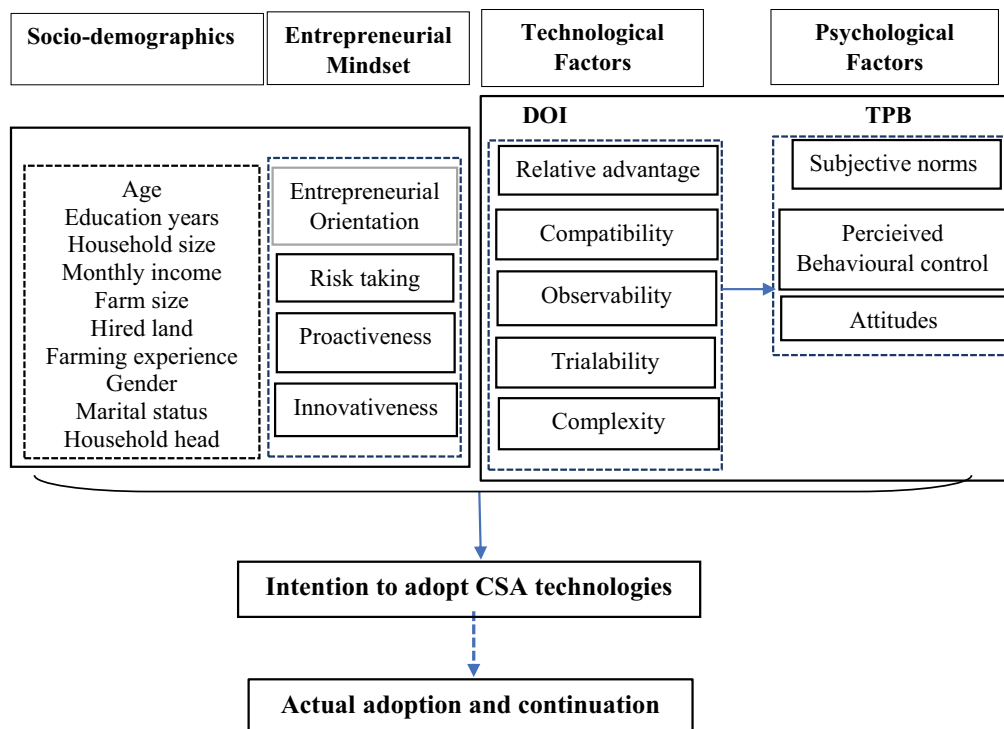 Socio-demographics
Entrepreneurial
Mindset
Technological
Factors
Psychological
Factors
Age
Education years
Household size
Monthly income
Farm size
Hired land
Farming experience
Gender
Marital status
Household head
Entrepreneurial
Orientation
Risk taking
Proactiveness
Innovativeness
DOI
Relative advantage
Compatibility
Observability
Trialability
Complexity
TPB
Subjective norms
Percieived
Behavioural control
Attitudes
Intention to adopt CSA technologies
Actual adoption and continuation